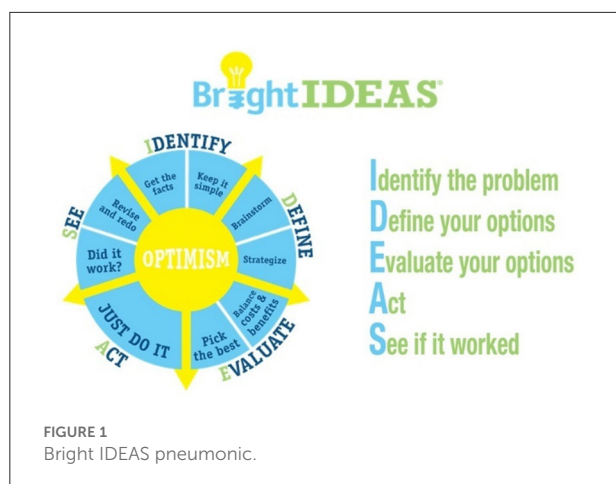 Bright IDEAS®
IDENTIFY
Get the
facts
Keep it
simple
DEFINE
Brainstorm
Strategize
EVALUATE
Balance
costs &
benefits
Pick
the best
ACT
JUST DO IT
SEE
Did it
work?
Revise
and redo
OPTIMISM
Identify the problem
Define your options
Evaluate your options
Act
See if it worked
FIGURE 1
Bright IDEAS pneumonic.